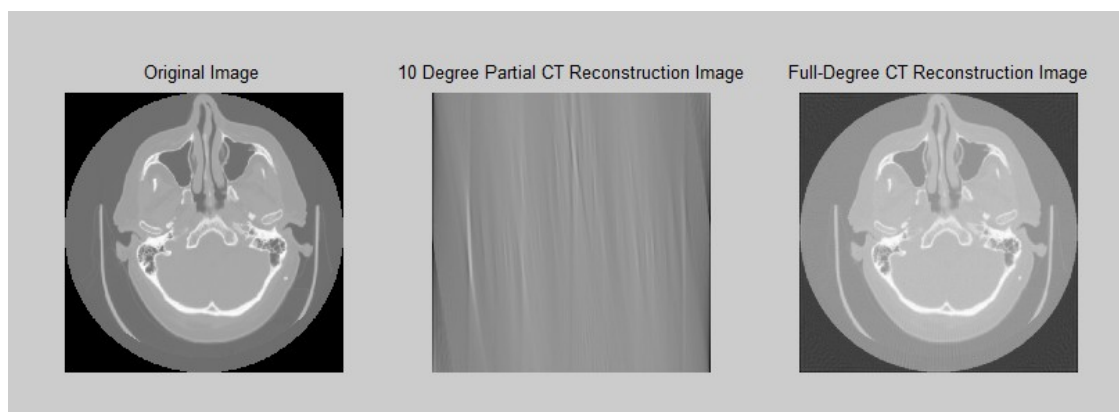 Original Image
10 Degree Partial CT Reconstruction Image
Full-Degree CT Reconstruction Image